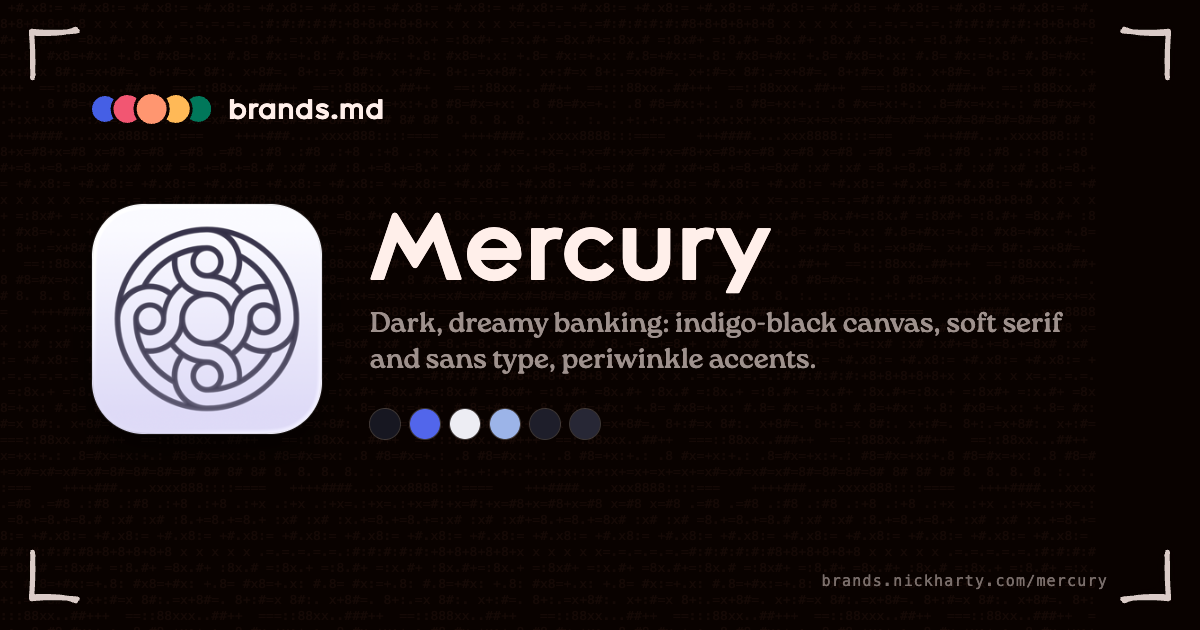 brands.md
Mercury
Dark, dreamy banking: indigo-black canvas, soft serif
and sans type, periwinkle accents.
brands.nickharty.com/mercury